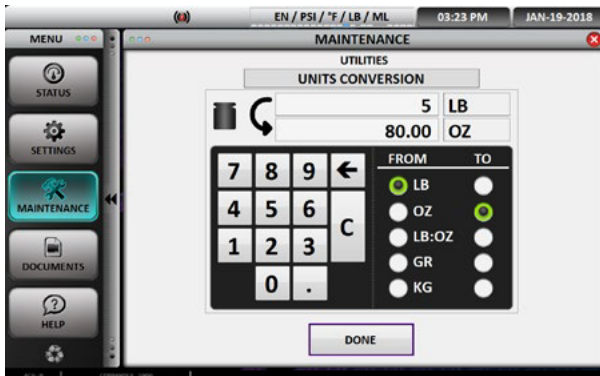 EN / PSI / °F / LB / ML 03:23 PM JAN-19-2018
MENU
MAINTENANCE
STATUS
SETTINGS
MAINTENANCE
DOCUMENTS
HELP
UTILITIES
UNITS CONVERSION
5 LB
80.00 OZ
7 8 9
4 5 6 C
1 2 3
0 .
FROM TO
LB
OZ
LB:OZ
GR
KG
DONE